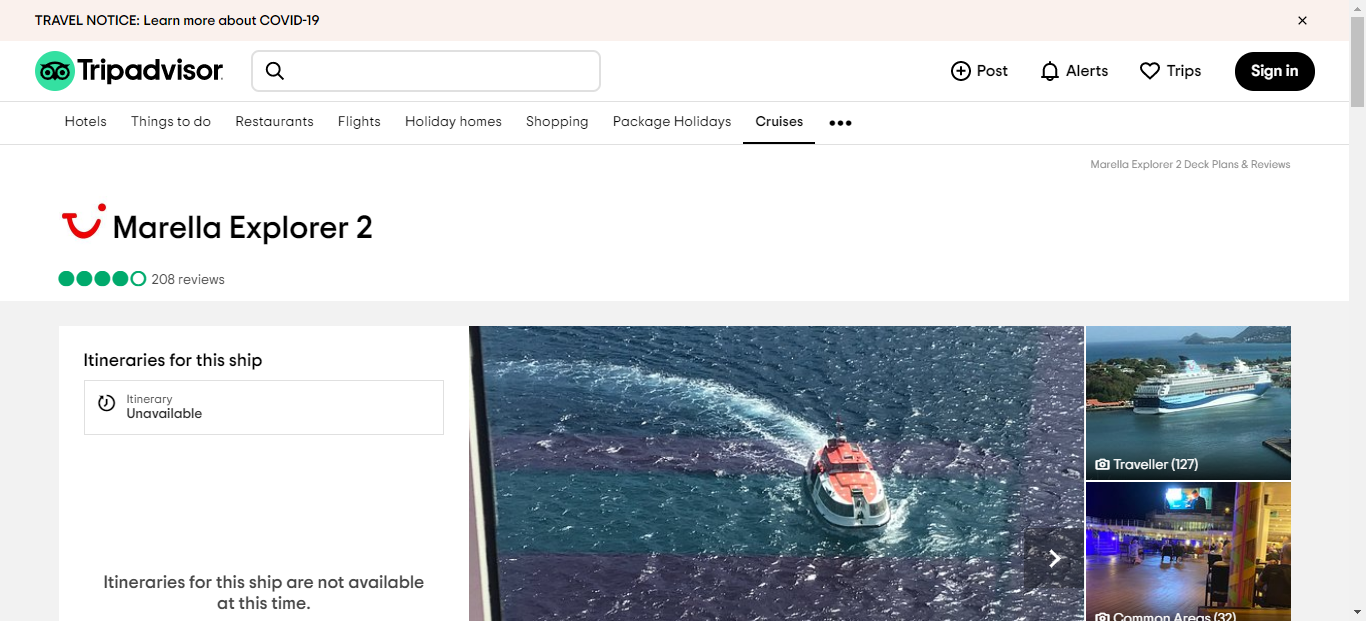 TRAVEL NOTICE: Learn more about COVID-19
Tripadvisor
Post
Alerts
Trips
Sign in
Hotels
Things to do
Restaurants
Flights
Holiday homes
Shopping
Package Holidays
Cruises
Marella Explorer 2 Deck Plans & Reviews
Marella Explorer 2
208 reviews
Itineraries for this ship
Itinerary
Unavailable
Itineraries for this ship are not available
at this time.
Traveller (127)
Common Areas (32)